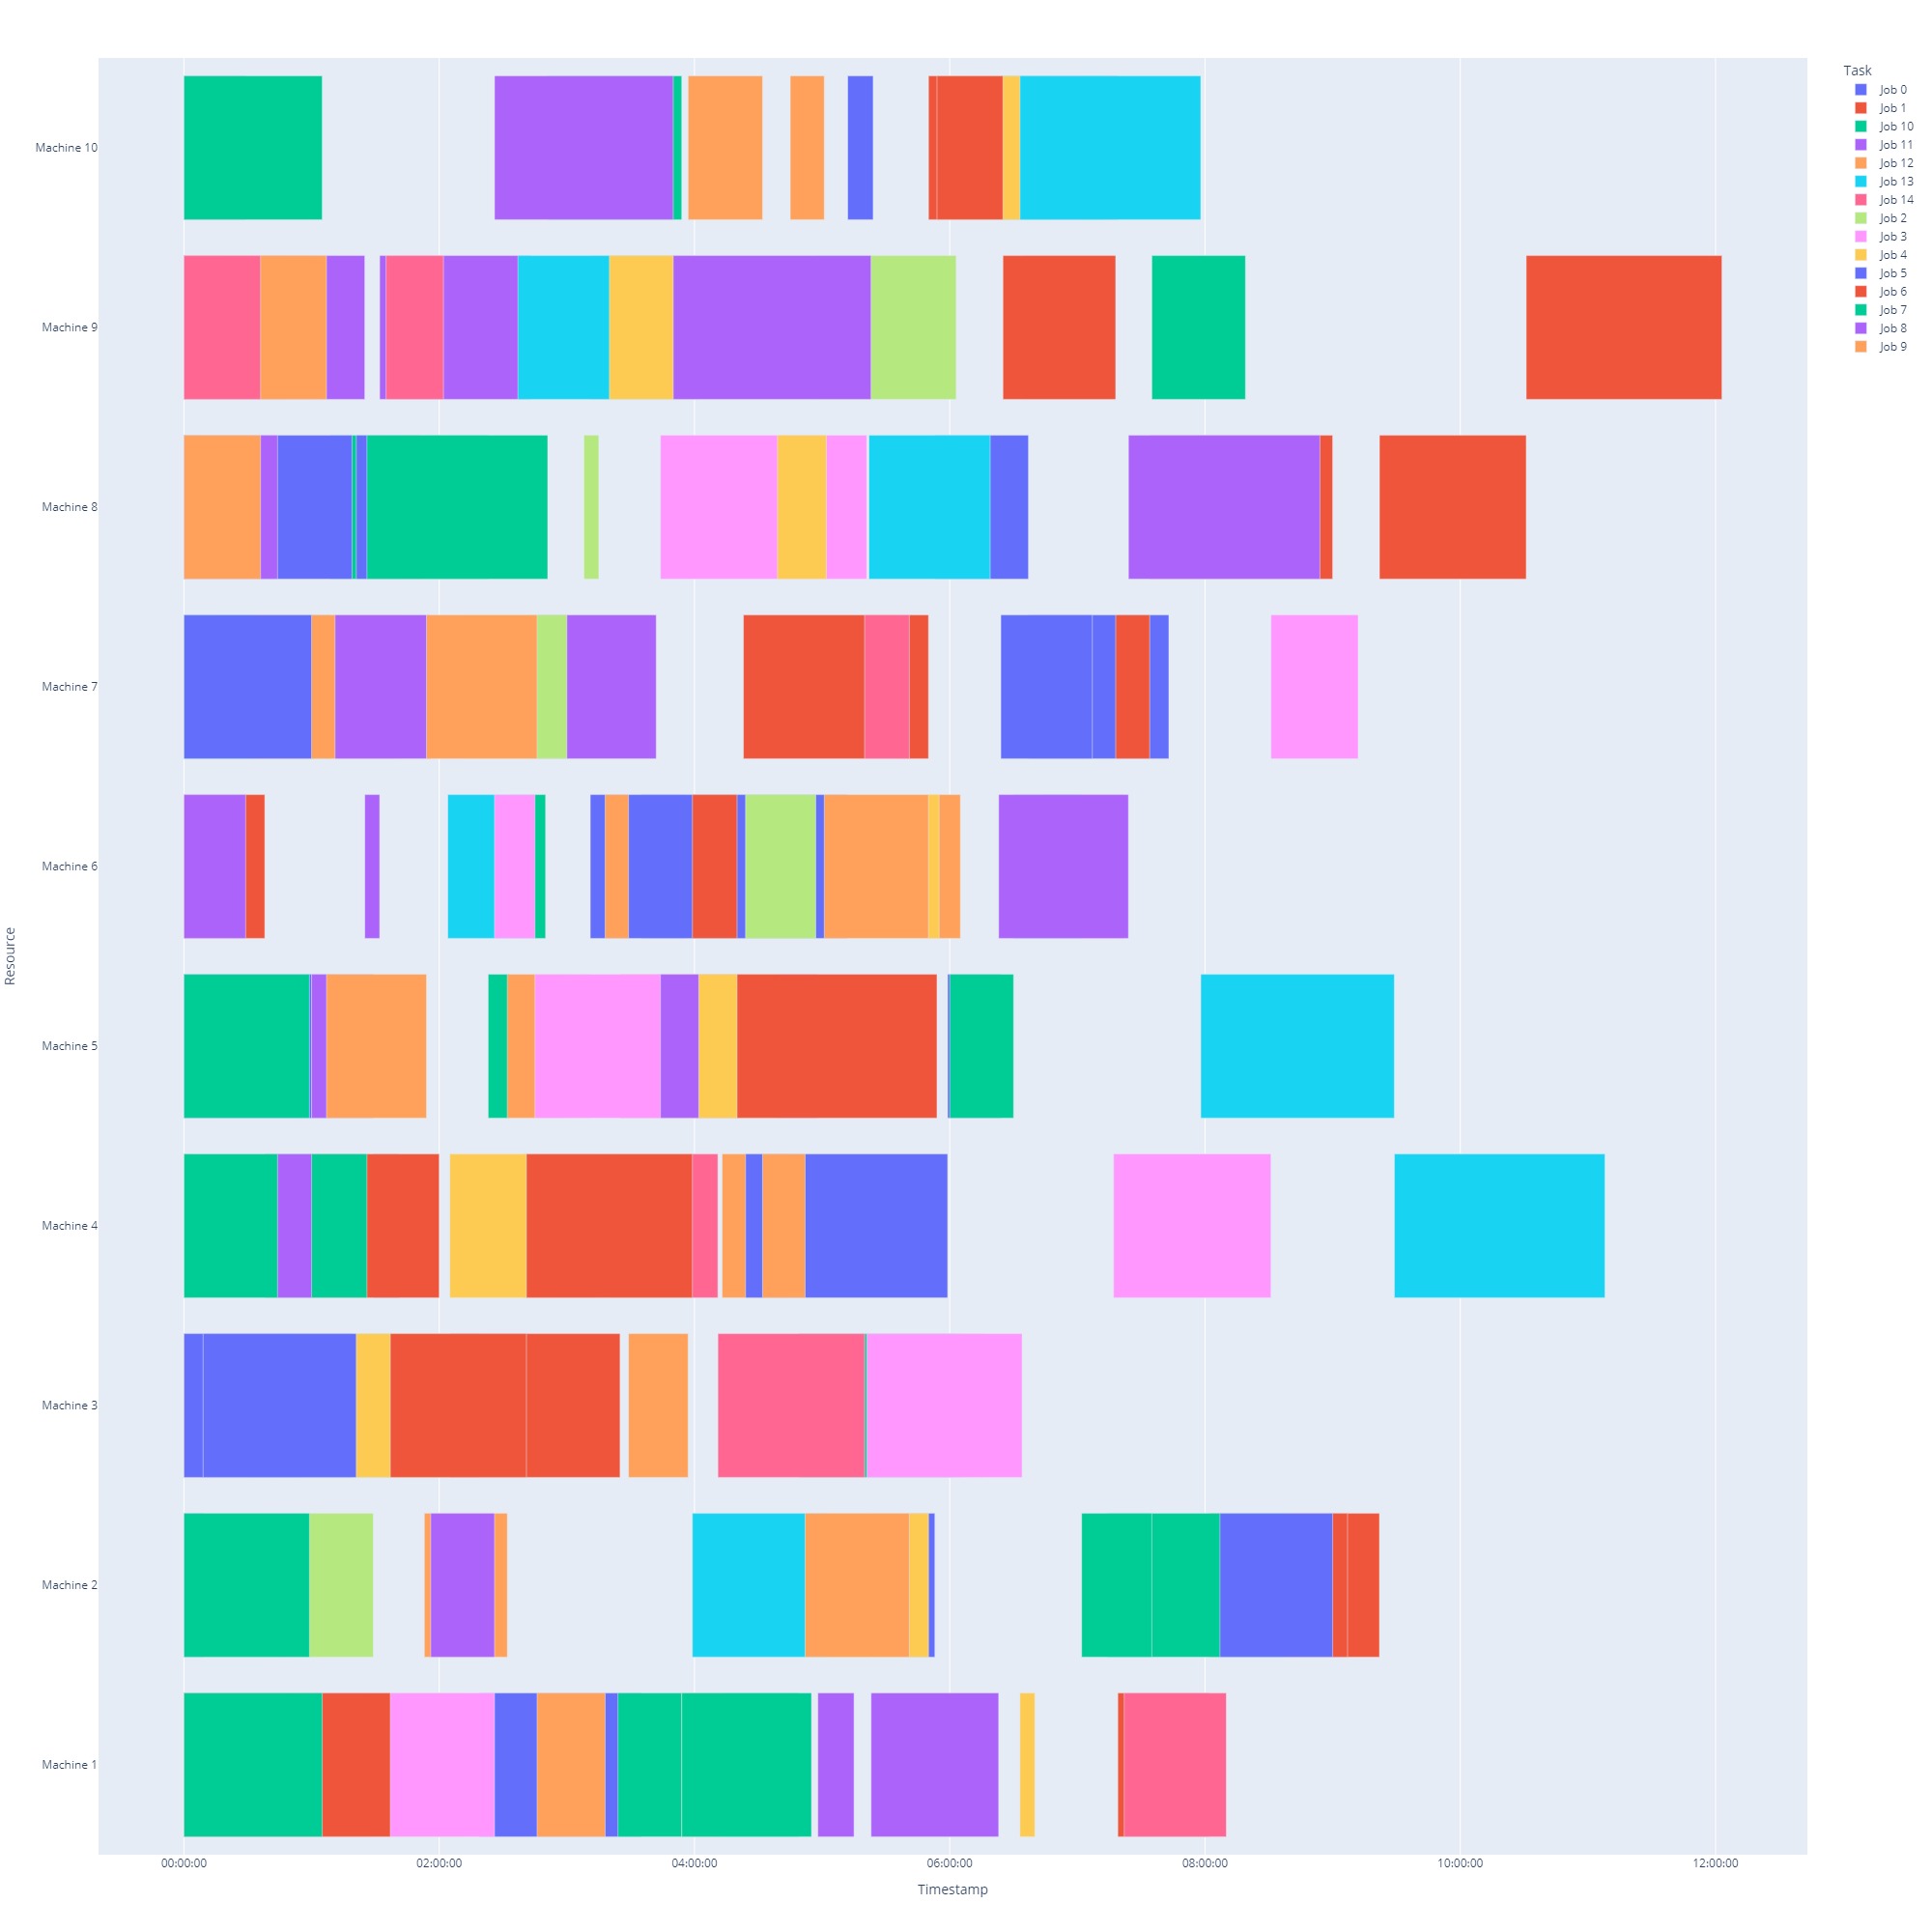 Task
Job 0
Job 1
Job 10
Job 11
Job 12
Job 13
Job 14
Job 2
Job 3
Job 4
Job 5
Job 6
Job 7
Job 8
Job 9
Machine 10
Machine 9
Machine 8
Machine 7
Machine 6
Machine 5
Machine 4
Machine 3
Machine 2
Machine 1
Resource
00:00:00 02:00:00 04:00:00 06:00:00 08:00:00 10:00:00 12:00:00
Timestamp